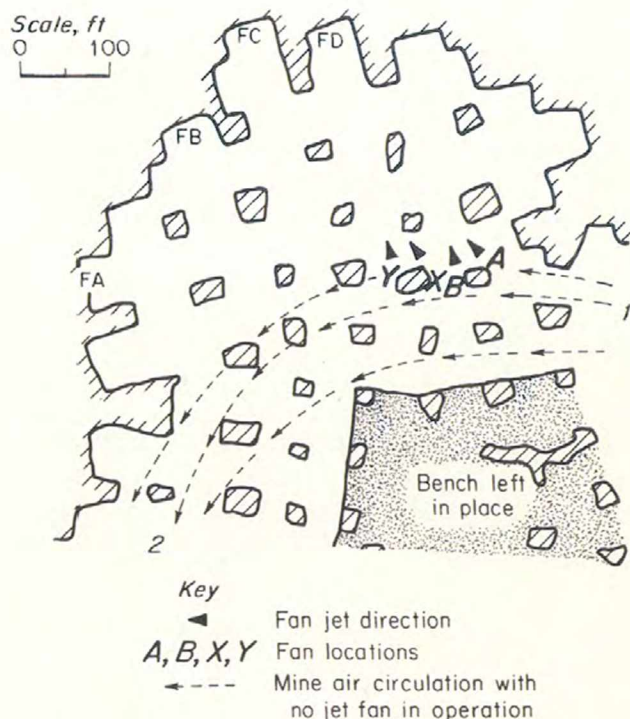 Scale, ft
0 100
FC
FD
FB
FA
Y X B A
1
2
Bench left
in place
Key
Fan jet direction
A, B, X, Y Fan locations
Mine air circulation with
no jet fan in operation